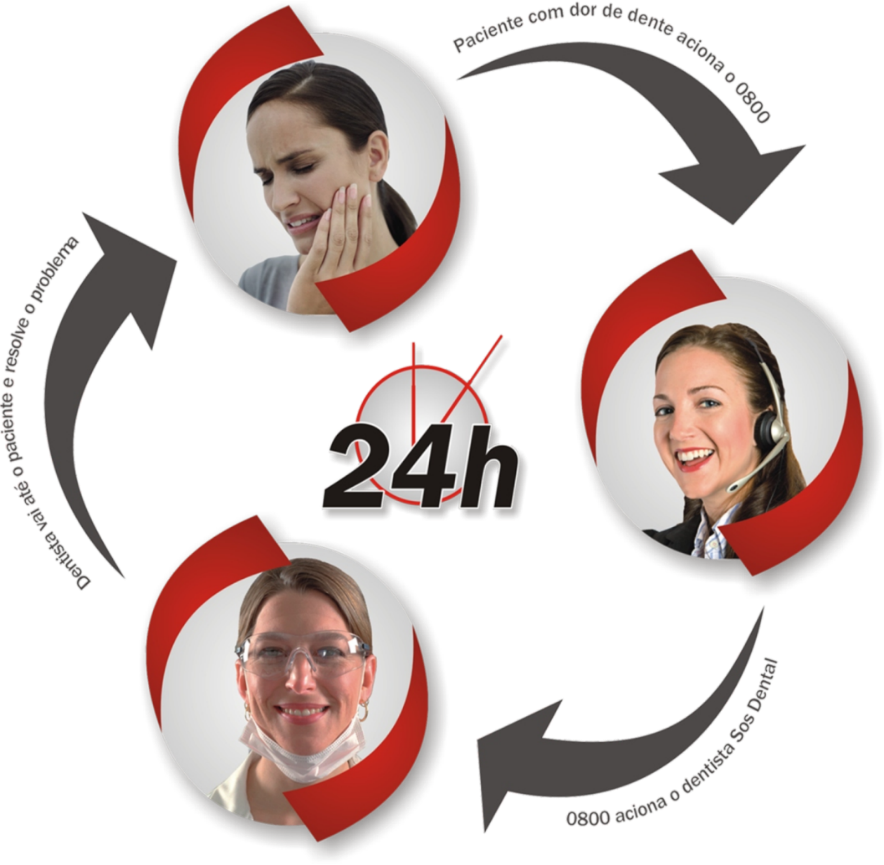 Paciente com dor de dente aciona o 0800
24h
0800 aciona o dentista Sos Dental
Dentista vai até o paciente e resolve o problema